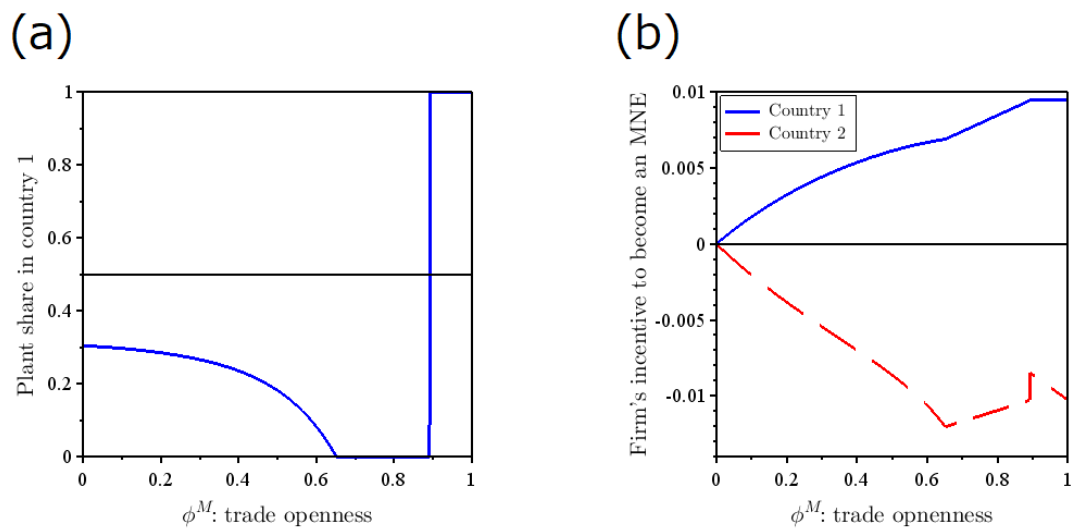 (a)
(b)
1
0.8
0.6
0.4
0.2
0
0
0.2
0.4
0.6
0.8
1
Plant share in country 1
ϕ^M: trade openness
0.01
0.005
0
-0.005
-0.01
0
0.2
0.4
0.6
0.8
1
Country 1
Country 2
Firm's incentive to become an MNE
ϕ^M: trade opnenness